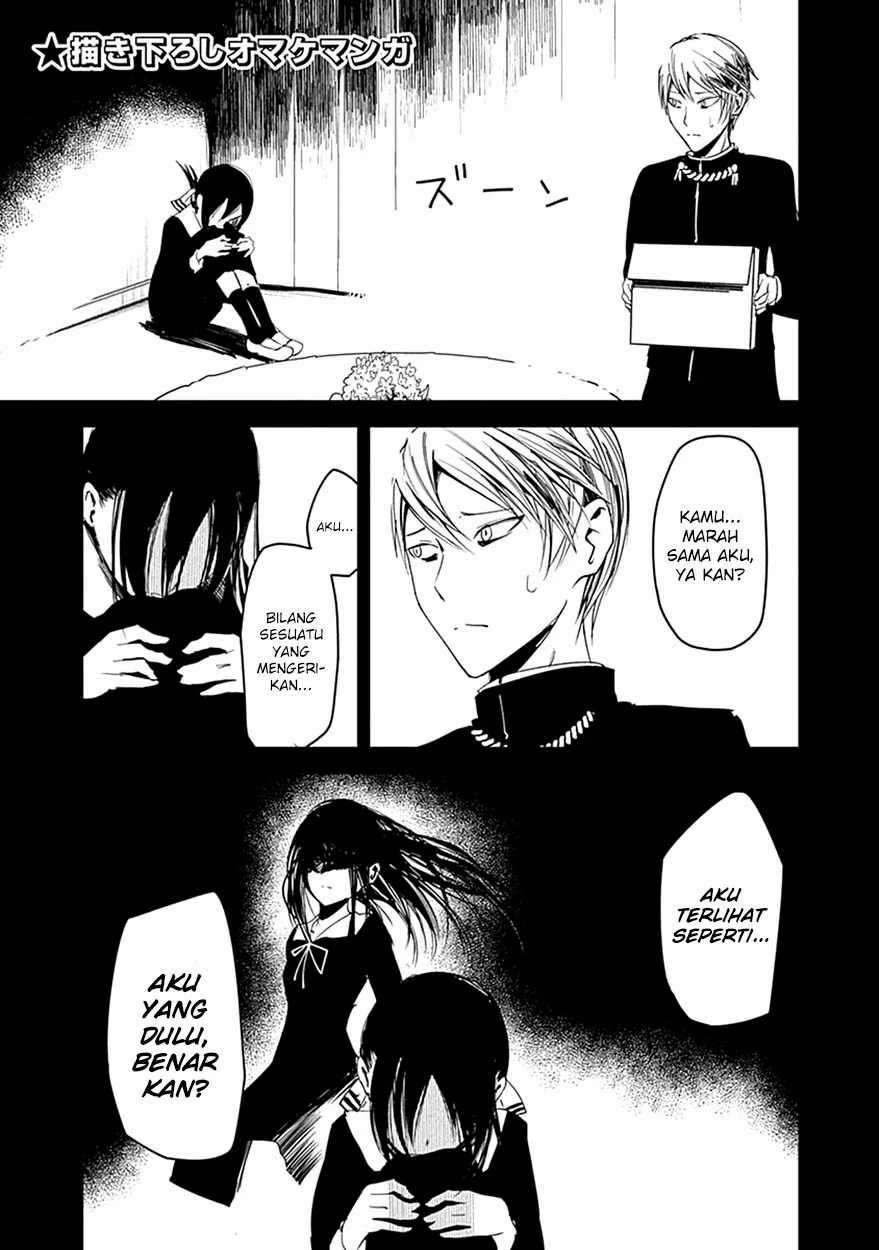 ★描き下ろしオマケマンガ
ズーン
KAMU...
MARAH
SAMA AKU,
YA KAN?
AKU...
BILANG
SESUATU
YANG
MENGERI-
KAN...
AKU
TERLIHAT
SEPERTI...
AKU
YANG
DULU,
BENAR
KAN?